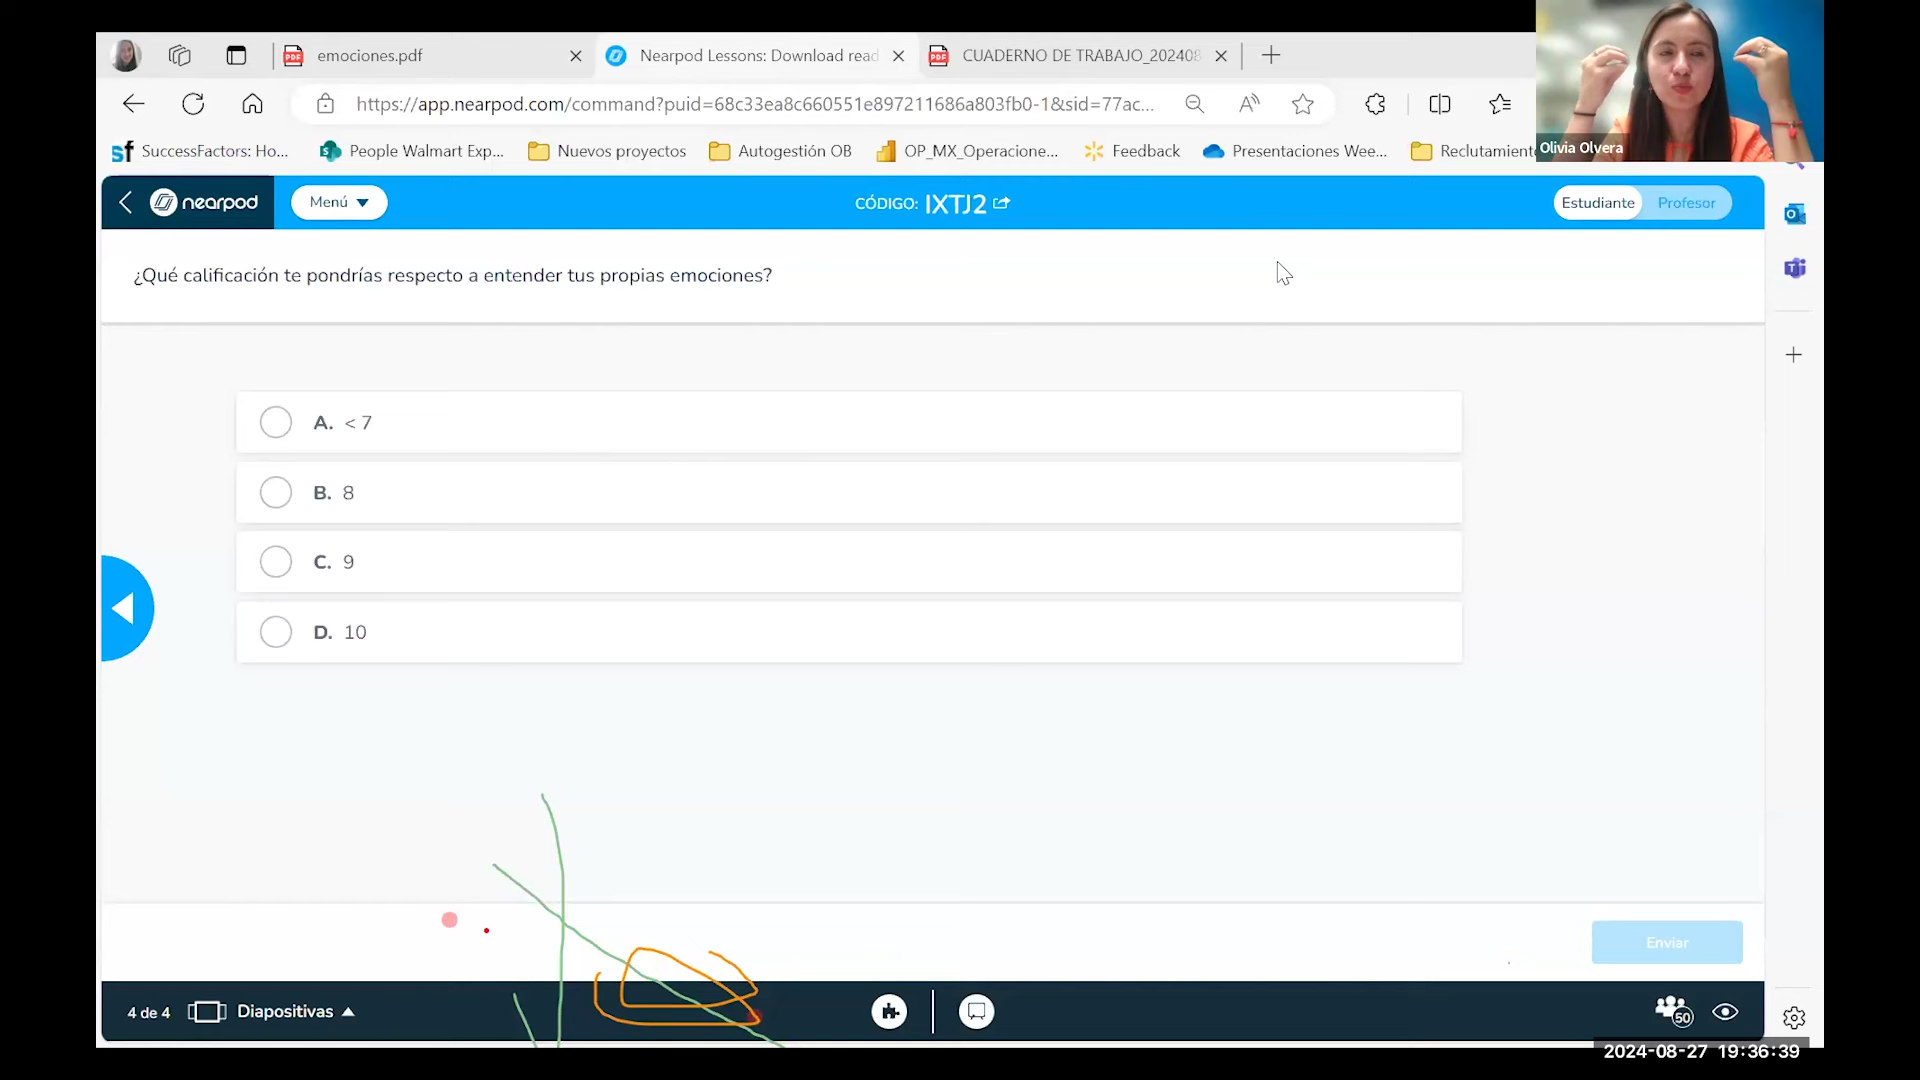 emociones.pdf
Nearpod Lessons: Download read
CUADERNO DE TRABAJO_202408
https://app.nearpod.com/command?puid=68c33ea8c660551e897211686a803fb0-1&sid=77ac...
SuccessFactors: Ho...
People Walmart Exp...
Nuevos proyectos
Autogestión OB
OP_MX_Operacione...
Feedback
Presentaciones Wee...
Reclutamient
Olivia Olvera
nearpod
Menú
CÓDIGO: IXTJ2
Estudiante
Profesor
¿Qué calificación te pondrías respecto a entender tus propias emociones?
A. < 7
B. 8
C. 9
D. 10
Enviar
4 de 4
Diapositivas
50
2024-08-27 19:36:39